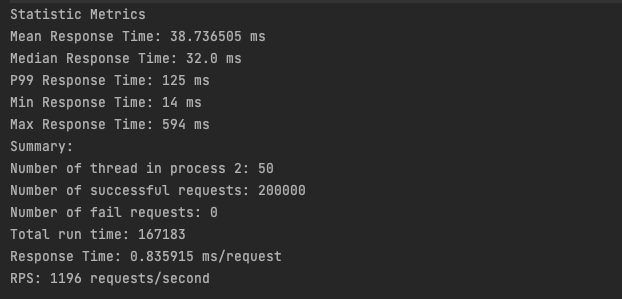 Statistic Metrics
Mean Response Time: 38.736505 ms
Median Response Time: 32.0 ms
P99 Response Time: 125 ms
Min Response Time: 14 ms
Max Response Time: 594 ms
Summary:
Number of thread in process 2: 50
Number of successful requests: 200000
Number of fail requests: 0
Total run time: 167183
Response Time: 0.835915 ms/request
RPS: 1196 requests/second